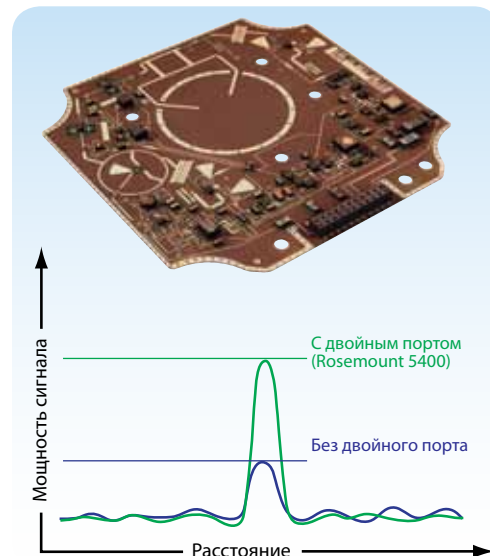 С двойным портом
(Rosemount 5400)
Без двойного порта
Мощность сигнала
Расстояние